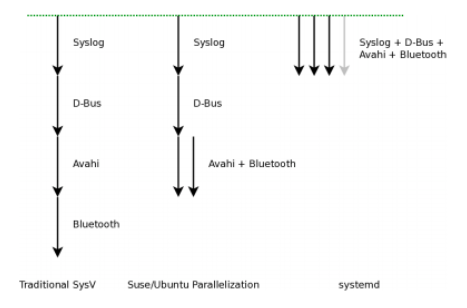 Syslog
D-Bus
Avahi
Bluetooth
Traditional SysV
Syslog
D-Bus
Avahi + Bluetooth
Suse/Ubuntu Parallelization
Syslog + D-Bus +
Avahi + Bluetooth
systemd